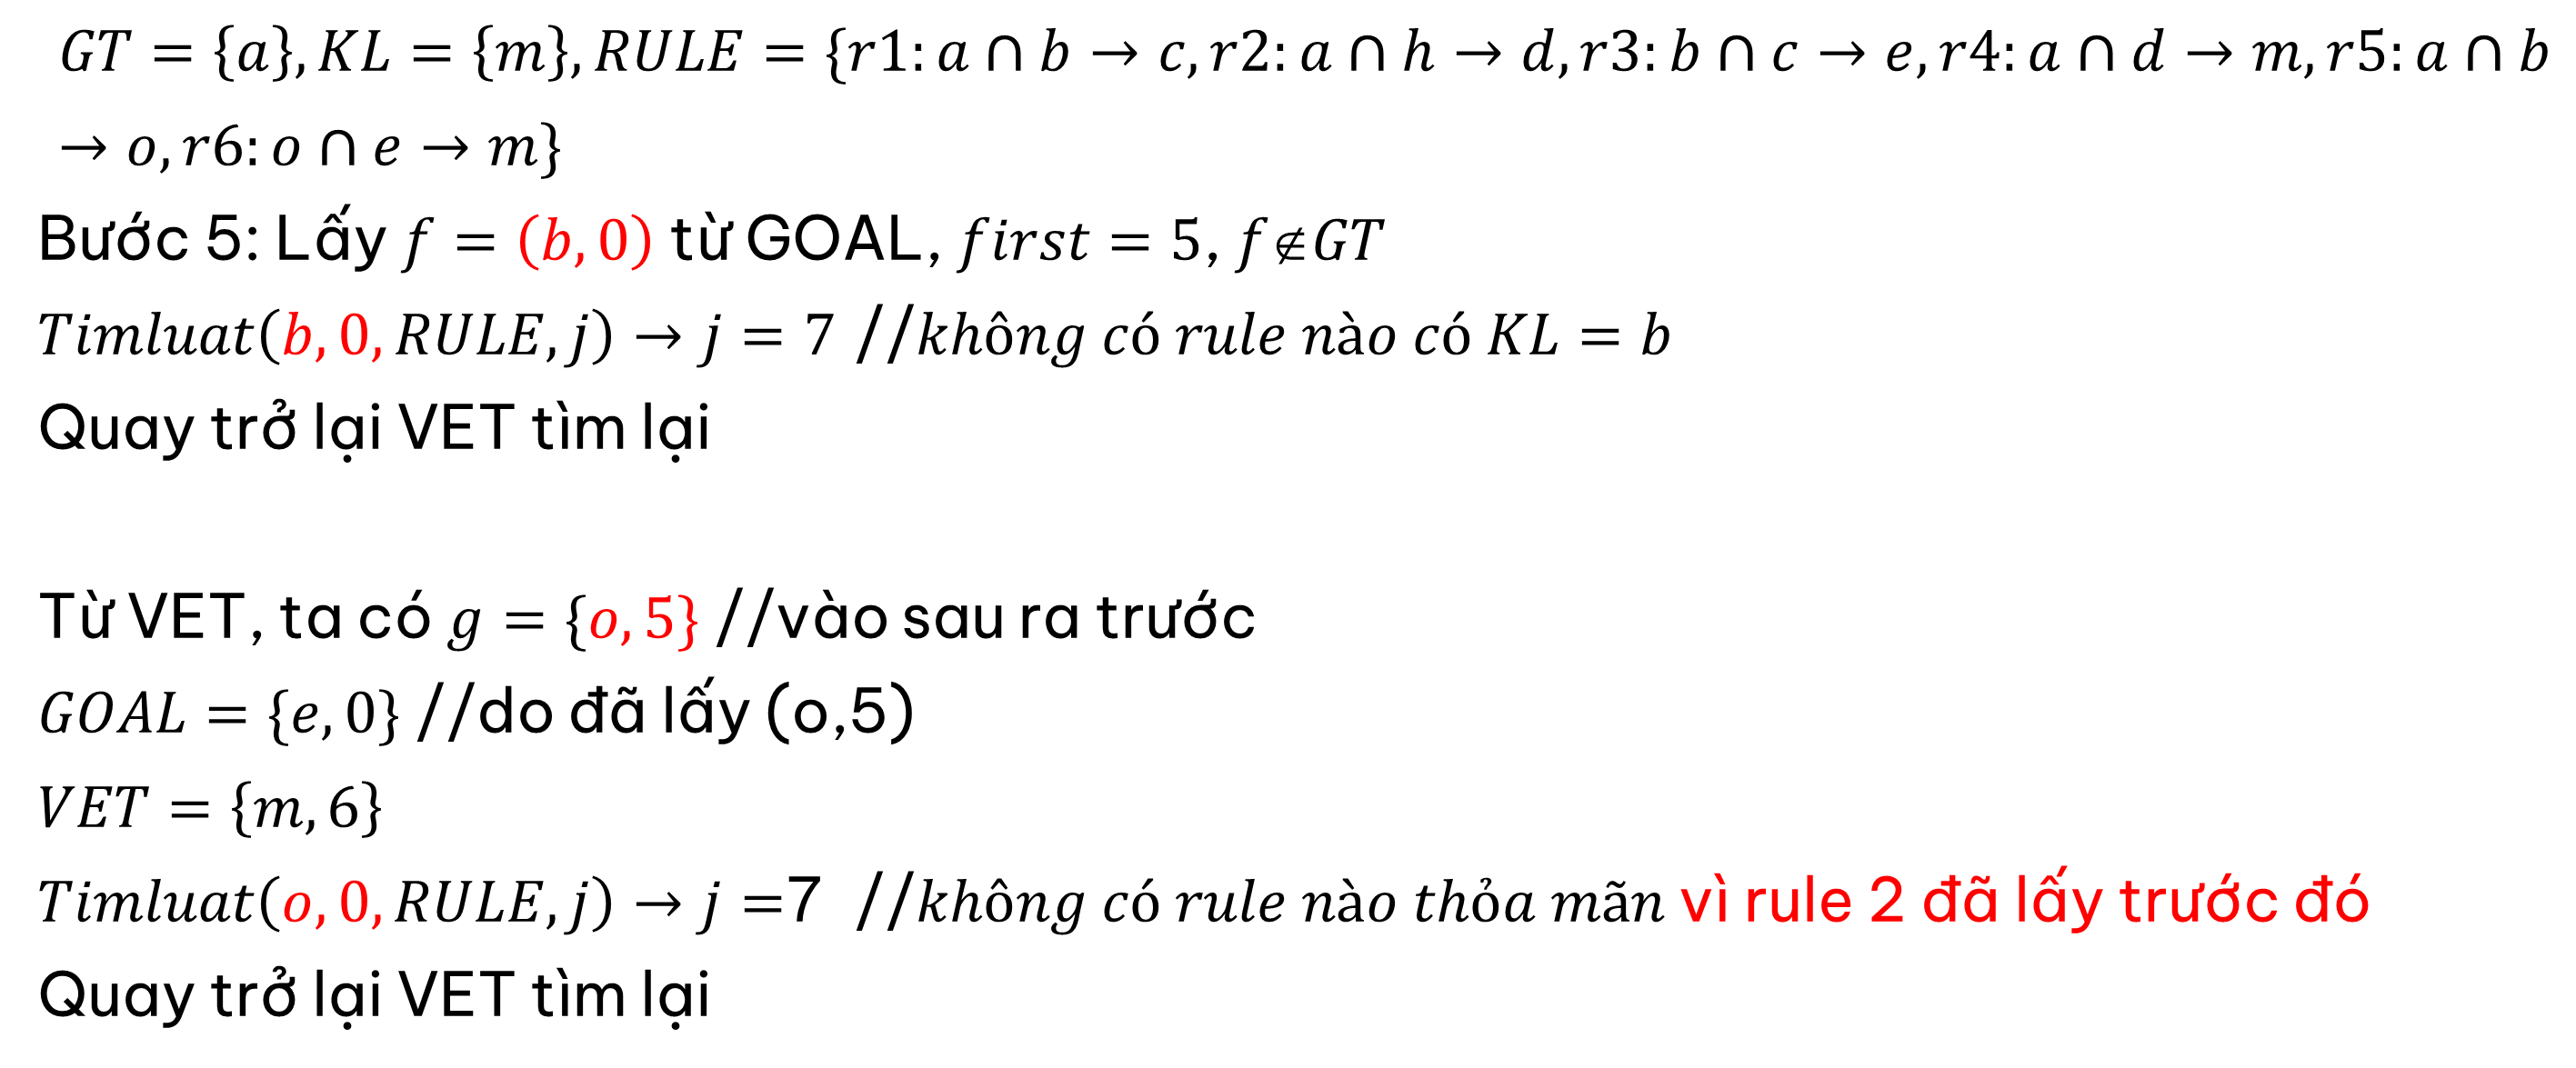 GT = {a}, KL = {m}, RULE = {r1: a ∩ b → c, r2: a ∩ h → d, r3: b ∩ c → e, r4: a ∩ d → m, r5: a ∩ b
→ o, r6: o ∩ e → m}
Bước 5: Lấy f = (b, 0) từ GOAL, first = 5, f ∉ GT
Timluat(b, 0, RULE, j) → j = 7 //không có rule nào có KL = b
Quay trở lại VET tìm lại
Từ VET, ta có g = {o, 5} //vào sau ra trước
GOAL = {e, 0} //do đã lấy (o,5)
VET = {m, 6}
Timluat(o, 0, RULE, j) → j =7 //không có rule nào thỏa mãn vì rule 2 đã lấy trước đó
Quay trở lại VET tìm lại